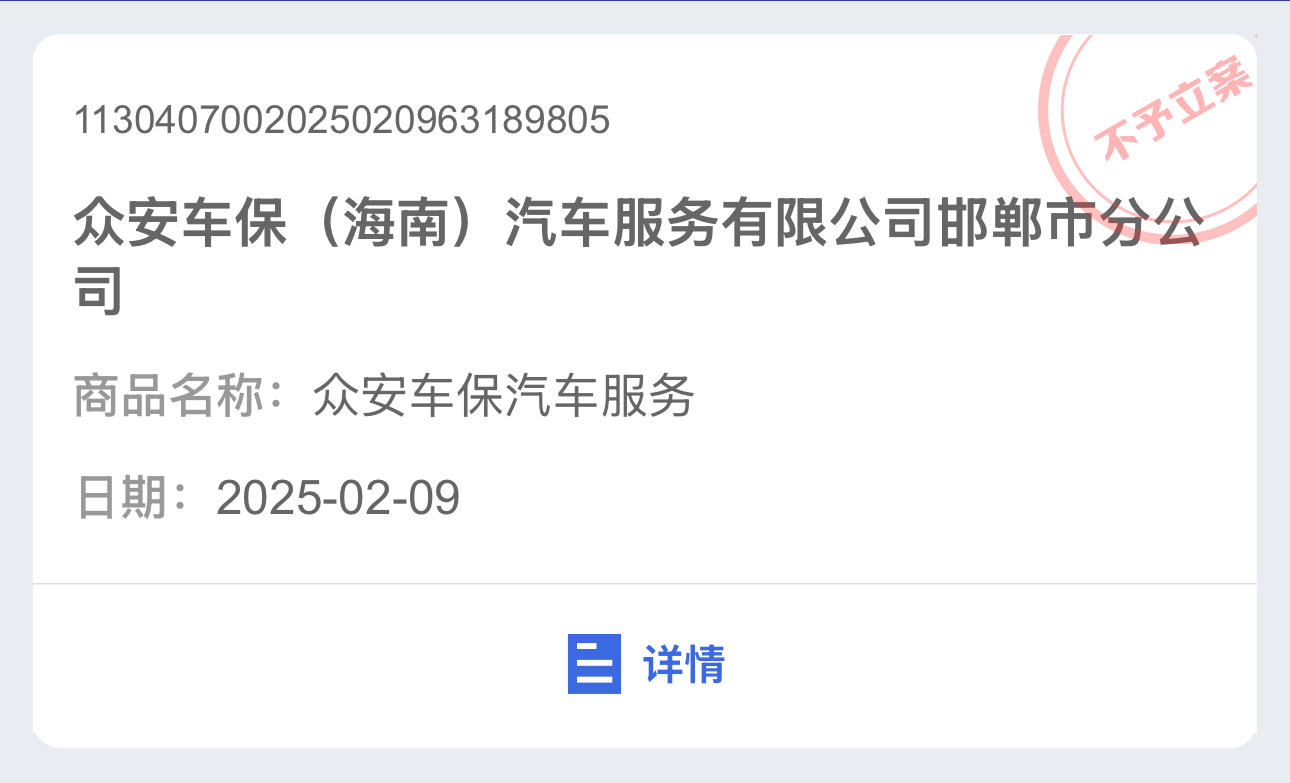 1130407002025020963189805
不予立案
众安车保（海南）汽车服务有限公司邯郸市分公
司
商品名称：众安车保汽车服务
日期：2025-02-09
详情